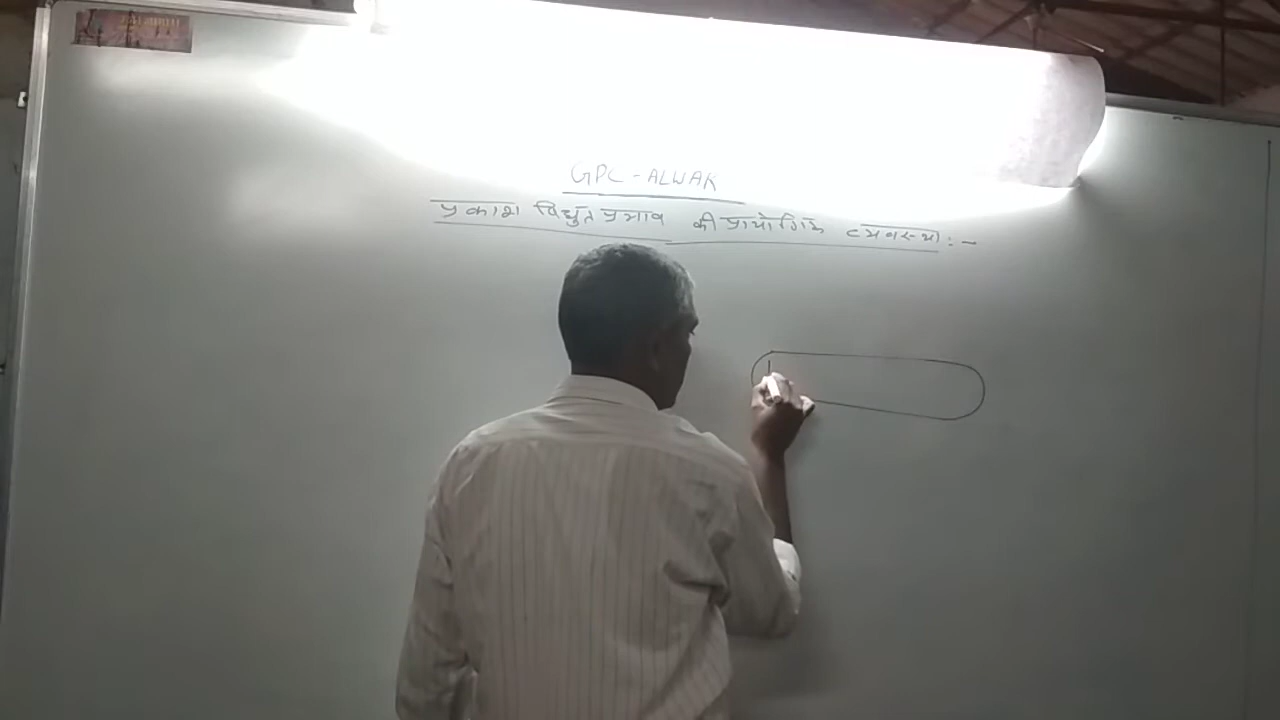 GPC-ALWAR
प्रकाश विद्युत प्रभाव की प्रायोगिक व्यवस्था :-